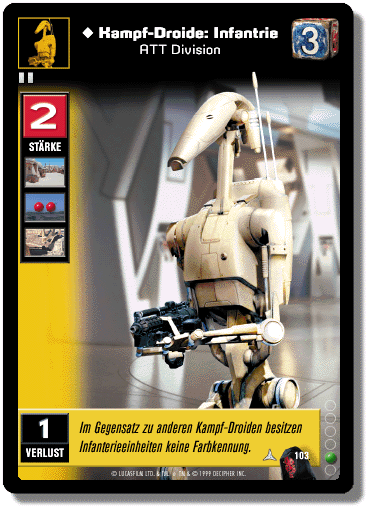 ◆ Kampf-Droide: Infantrie
ATT Division
3
2
STÄRKE
1
VERLUST
Im Gegensatz zu anderen Kampf-Droiden besitzen
Infanterieeinheiten keine Farbkennung.
103
© LUCASFILM LTD. & TM. ® TM & © 1999 DECIPHER INC.